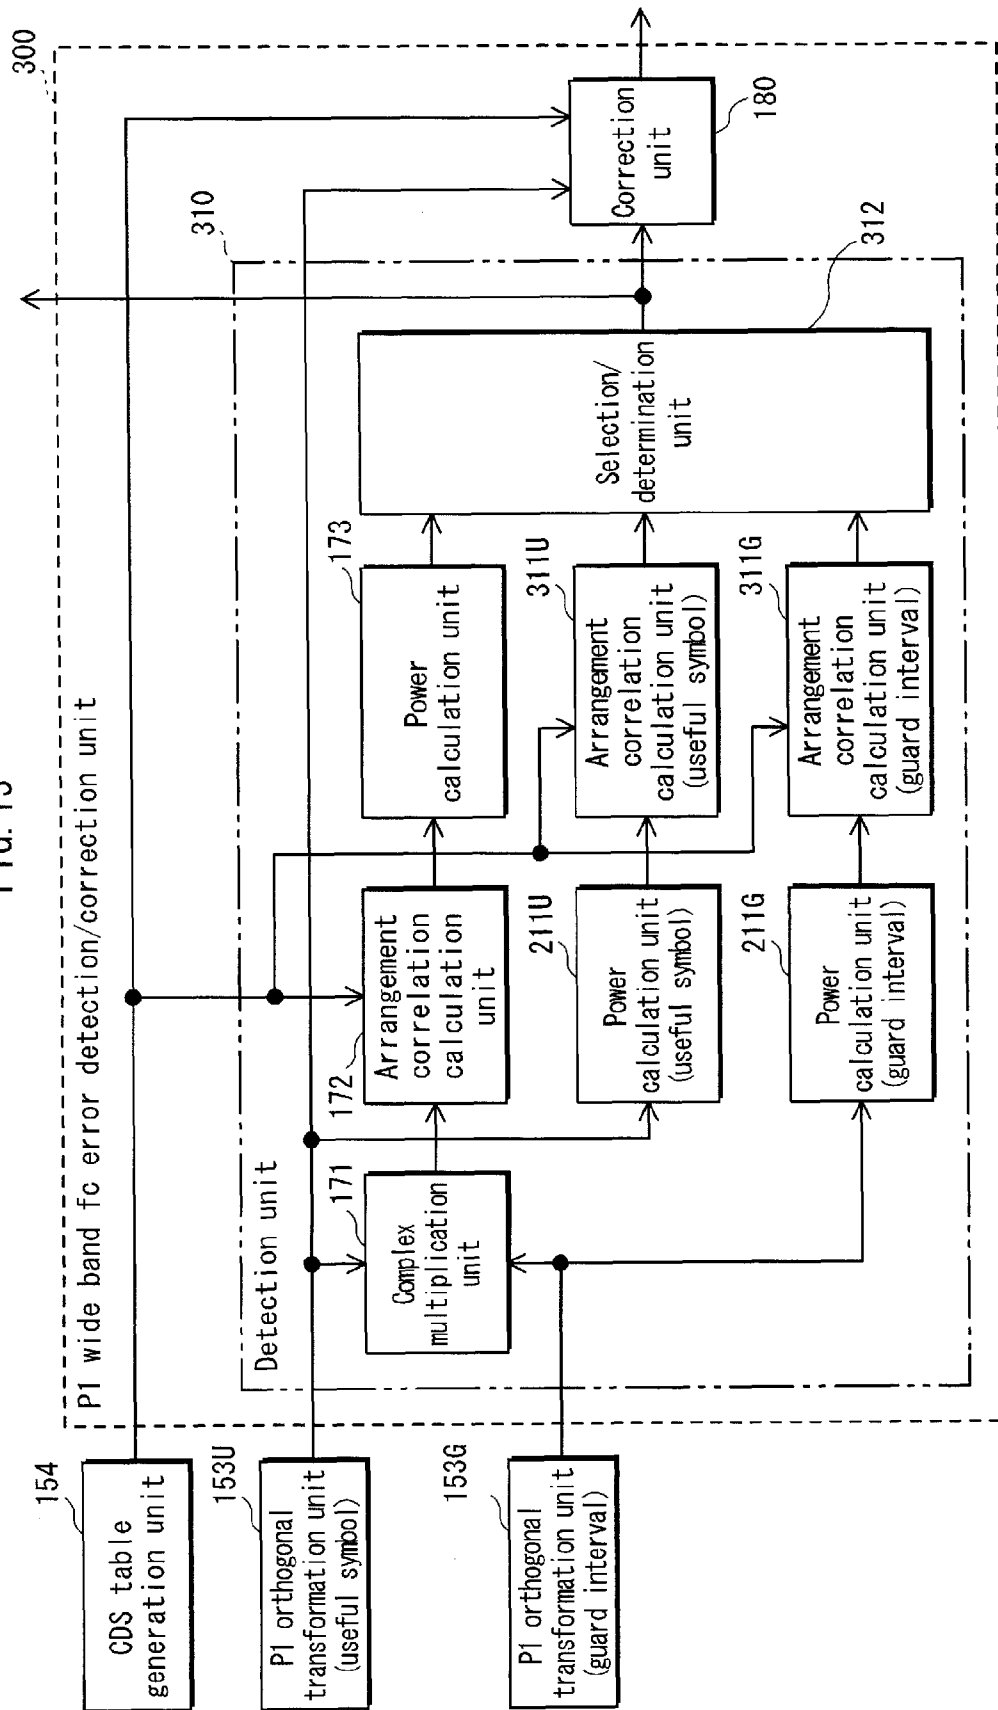 300
P1 wide band fc error detection/correction unit
310
Detection unit
154
CDS table
generation unit
153U
P1 orthogonal
transformation unit
(useful symbol)
153G
P1 orthogonal
transformation unit
(guard interval)
171
Complex
multiplication
unit
172
Arrangement
correlation
calculation
unit
173
Power
calculation unit
211U
Power
calculation unit
(useful symbol)
311U
Arrangement
correlation
calculation unit
(useful symbol)
211G
Power
calculation unit
(guard interval)
311G
Arrangement
correlation
calculation unit
(guard interval)
Selection/
determination
unit
312
Correction
unit
180